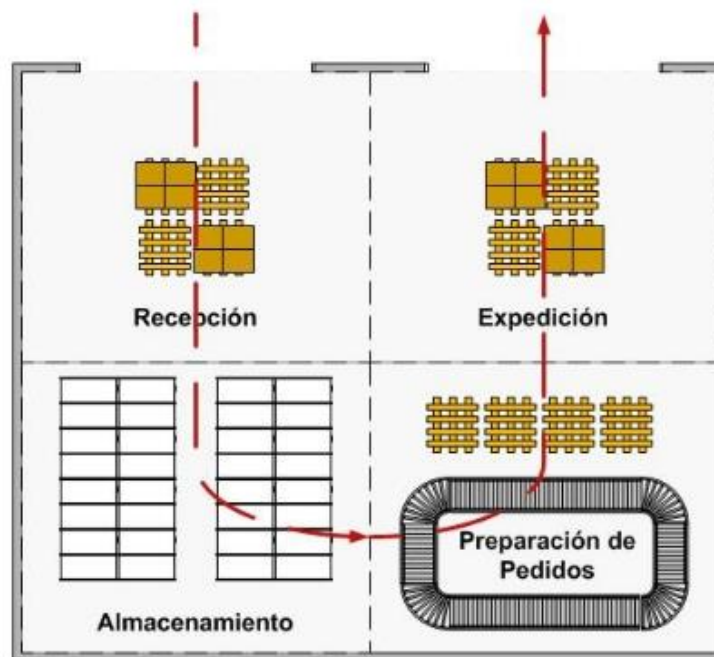 Recepción
Expedición
Preparación de
Pedidos
Almacenamiento